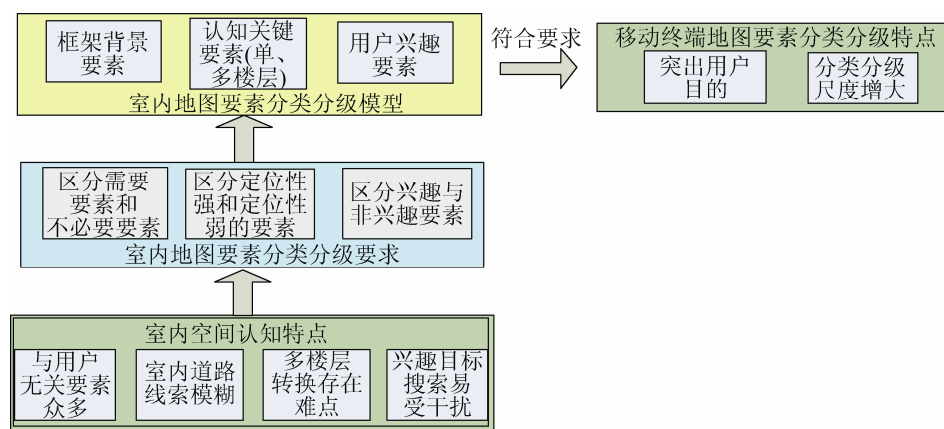 框架背景
要素
认知关键
要素(单、
多楼层)
用户兴趣
要素
室内地图要素分类分级模型
符合要求
移动终端地图要素分类分级特点
突出用户
目的
分类分级
尺度增大
区分需要
要素和
不必要要素
区分定位性
强和定位性
弱的要素
区分兴趣与
非兴趣要素
室内地图要素分类分级要求
室内空间认知特点
与用户
无关要素
众多
室内道路
线索模糊
多楼层
转换存在
难点
兴趣目标
搜索易
受干扰